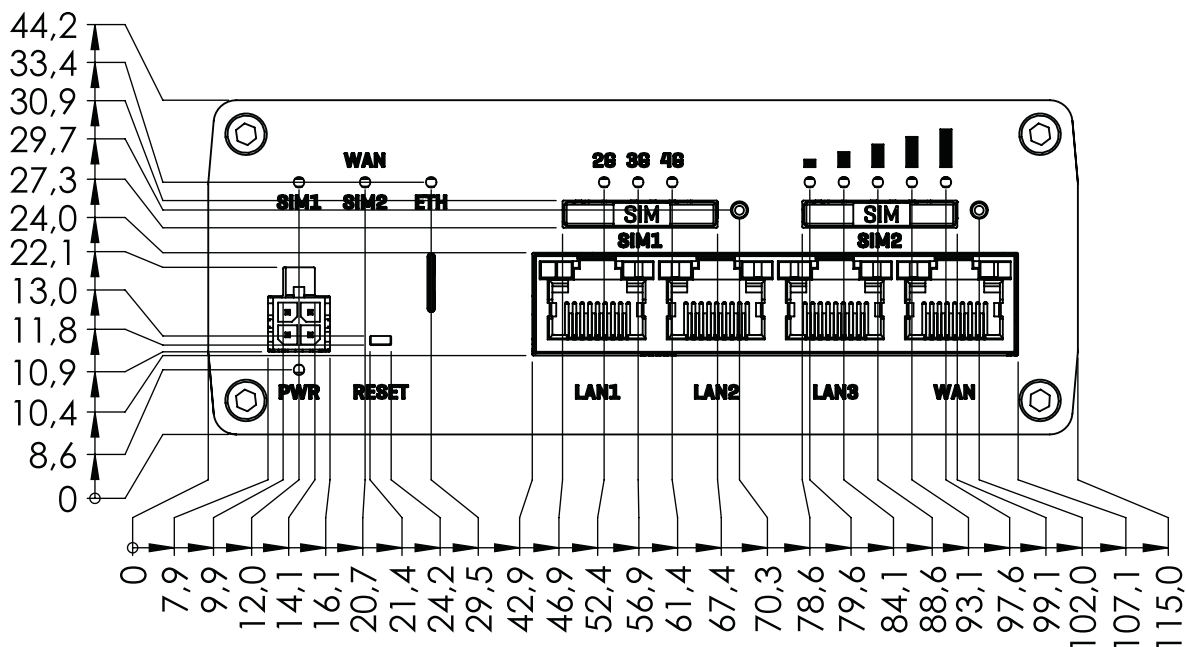 44,2
33,4
30,9
29,7
27,3
24,0
22,1
13,0
11,8
10,9
10,4
8,6
0
WAN
2G 3G 4G
SIM1 SIM2 ETH
SIM SIM
SIM1 SIM2
PWR RESET LAN1 LAN2 LAN3 WAN
0 7,9 9,9 12,0 14,1 16,1 20,7 21,4 24,2 29,5 42,9 46,9 52,4 56,9 61,4 67,4 70,3 78,6 79,6 84,1 88,6 93,1 97,6 99,1 102,0 107,1 115,0